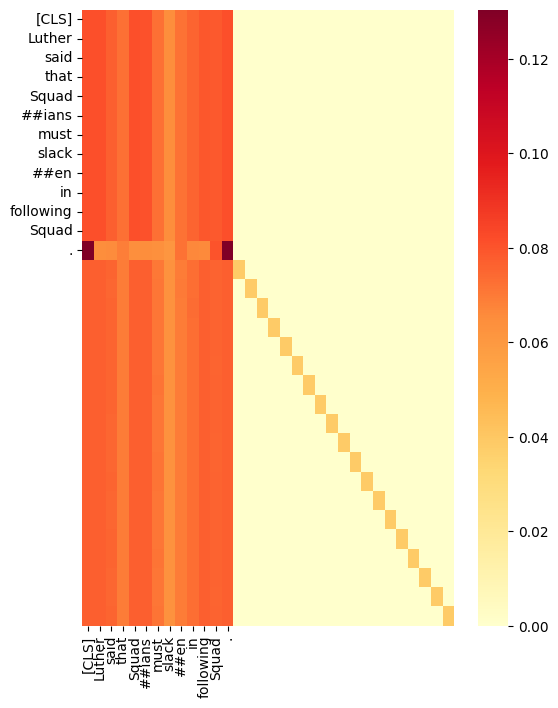 [CLS]
Luther
said
that
Squad
##ians
must
slack
##en
in
following
Squad
.
0.12
0.10
0.08
0.06
0.04
0.02
0.00
[CLS]
Luther
said
that
Squad
##ians
must
slack
##en
in
following
Squad
.